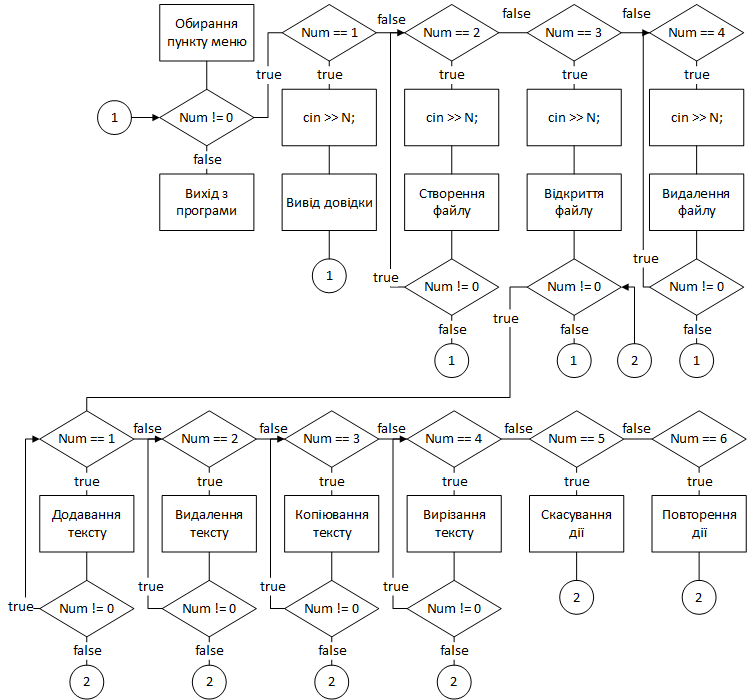 Обирання
пункту меню
Num == 1
false
Num == 2
false
Num == 3
false
Num == 4
true
true
true
true
true
1
Num != 0
cin >> N;
cin >> N;
cin >> N;
cin >> N;
false
Вихід з
програми
Вивід довідки
Створення
файлу
Відкриття
файлу
Видалення
файлу
1
true
Num != 0
true
Num != 0
true
Num != 0
false
false
false
1
1
2
1
Num == 1
false
Num == 2
false
Num == 3
false
Num == 4
false
Num == 5
false
Num == 6
true
true
true
true
true
true
Додавання
тексту
Видалення
тексту
Копіювання
тексту
Вирізання
тексту
Скасування
дії
Повторення
дії
true
Num != 0
true
Num != 0
true
Num != 0
true
Num != 0
2
2
false
false
false
false
2
2
2
2